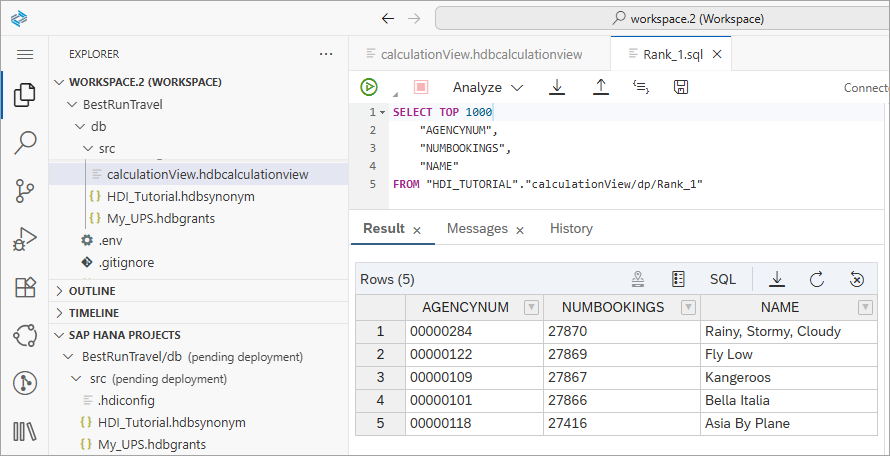 workspace.2 (Workspace)
EXPLORER
WORKSPACE.2 (WORKSPACE)
BestRunTravel
db
src
calculationView.hdbcalculationview
HDI_Tutorial.hdbsynonym
My_UPS.hdbgrants
.env
.gitignore
OUTLINE
TIMELINE
SAP HANA PROJECTS
BestRunTravel/db (pending deployment)
src (pending deployment)
.hdiconfig
HDI_Tutorial.hdbsynonym
My_UPS.hdbgrants
calculationView.hdbcalculationview
Rank_1.sql
Analyze
Connecte
1 SELECT TOP 1000
2 "AGENCYNUM",
3 "NUMBOOKINGS",
4 "NAME"
5 FROM "HDI_TUTORIAL"."calculationView/dp/Rank_1"
Result Messages History
Rows (5) SQL
AGENCYNUM NUMBOOKINGS NAME
1 00000284 27870 Rainy, Stormy, Cloudy
2 00000122 27869 Fly Low
3 00000109 27867 Kangeroos
4 00000101 27866 Bella Italia
5 00000118 27416 Asia By Plane